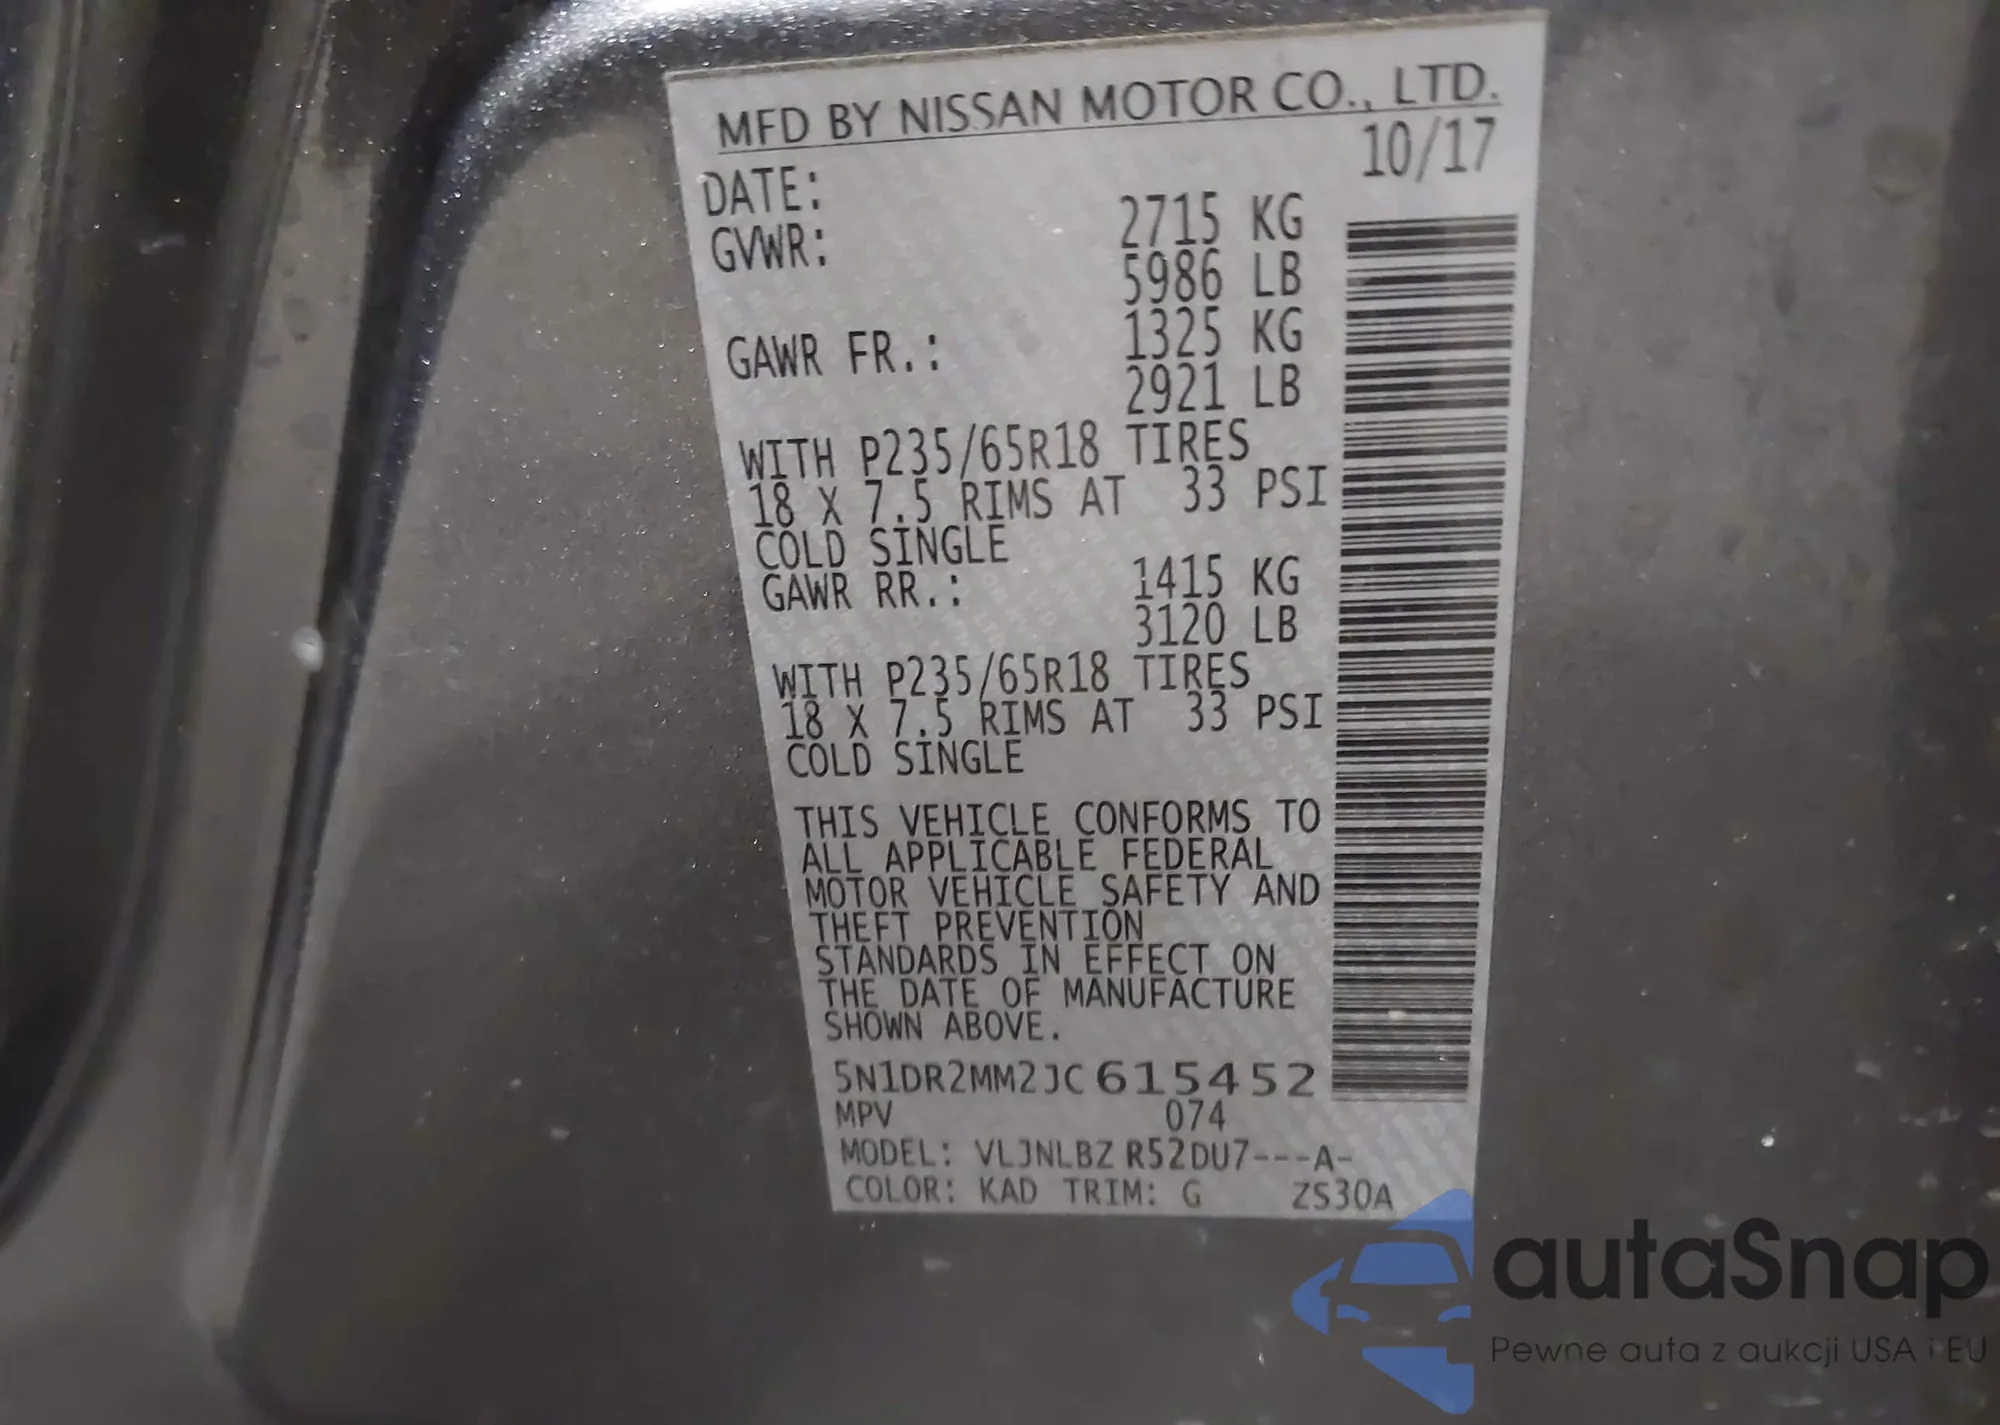 MFD BY NISSAN MOTOR CO., LTD.
DATE: 10/17
GVWR: 2715 KG
5986 LB
GAWR FR.: 1325 KG
2921 LB
WITH P235/65R18 TIRES
18 X 7.5 RIMS AT 33 PSI
COLD SINGLE
GAWR RR.: 1415 KG
3120 LB
WITH P235/65R18 TIRES
18 X 7.5 RIMS AT 33 PSI
COLD SINGLE
THIS VEHICLE CONFORMS TO
ALL APPLICABLE FEDERAL
MOTOR VEHICLE SAFETY AND
THEFT PREVENTION
STANDARDS IN EFFECT ON
THE DATE OF MANUFACTURE
SHOWN ABOVE.
5N1DR2MM2JC615452
MPV 074
MODEL: VLJNLBZ R52DU7---A-
COLOR: KAD TRIM: G ZS30A
autaSnap
Pewne auta z aukcji USA i EU